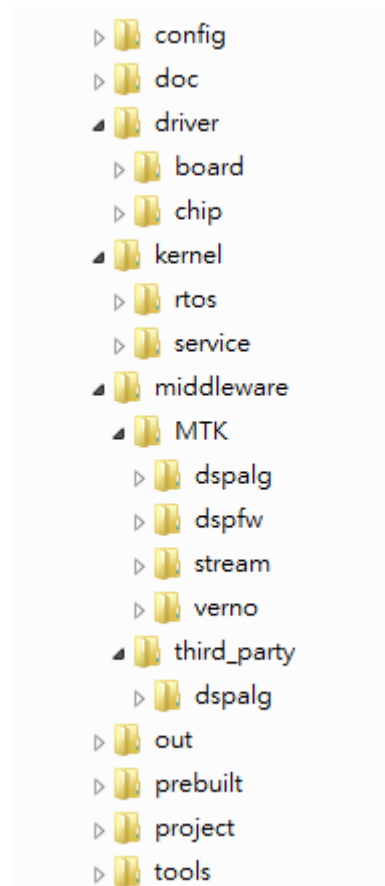 config
doc
driver
board
chip
kernel
rtos
service
middleware
MTK
dspalg
dspfw
stream
verno
third_party
dspalg
out
prebuilt
project
tools